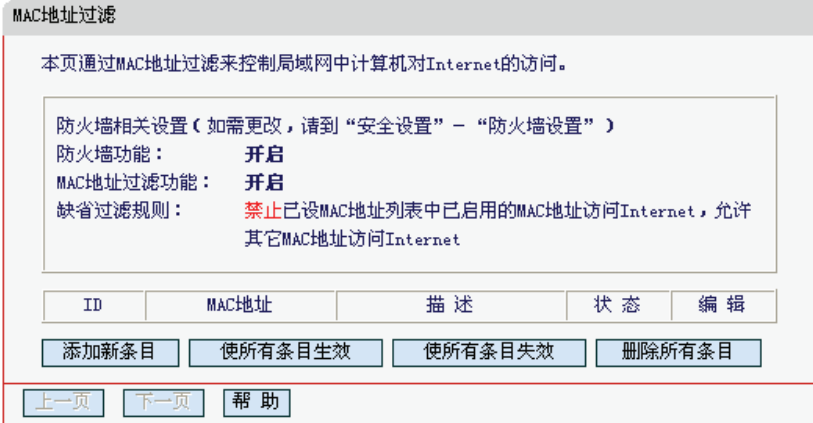 MAC地址过滤
本页通过MAC地址过滤来控制局域网中计算机对Internet的访问。
防火墙相关设置(如需更改,请到“安全设置”-“防火墙设置”)
防火墙功能: 开启
MAC地址过滤功能: 开启
缺省过滤规则: 禁止已设MAC地址列表中已启用的MAC地址访问Internet,允许
其它MAC地址访问Internet
ID MAC地址 描 述 状 态 编 辑
添加新条目 使所有条目生效 使所有条目失效 删除所有条目
上一页 下一页 帮 助